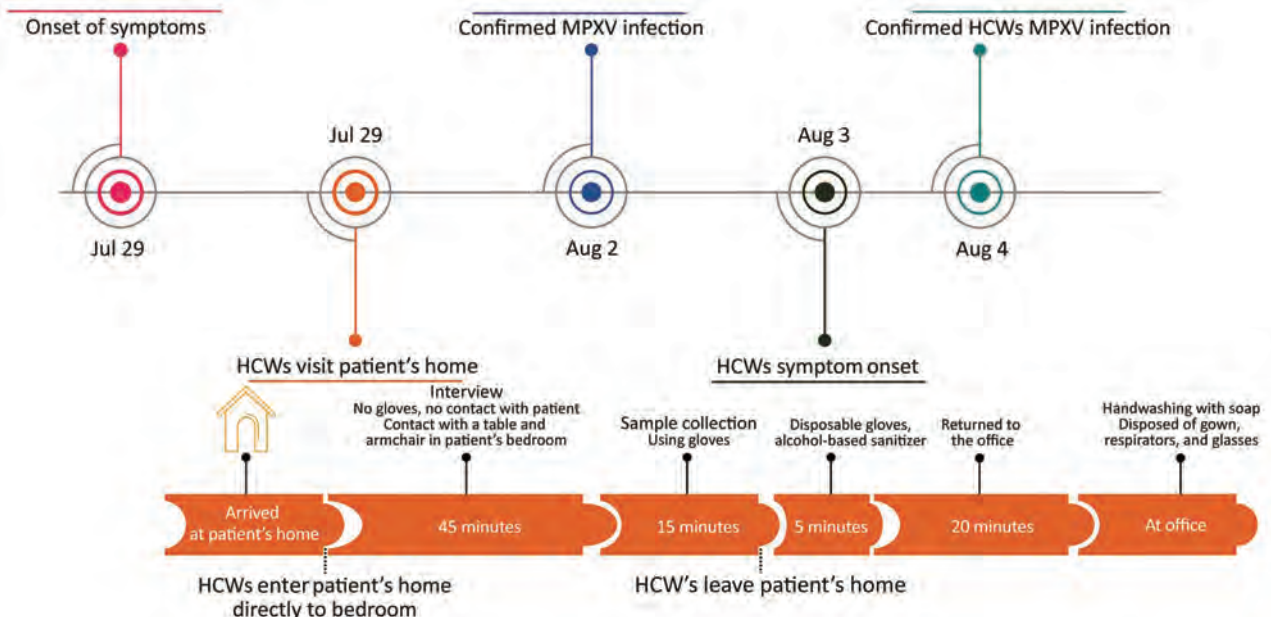 Onset of symptoms
Confirmed MPXV infection
Confirmed HCWs MPXV infection
Jul 29
Aug 3
Jul 29
Aug 2
Aug 4
HCWs visit patient's home
HCWs symptom onset
Interview
No gloves, no contact with patient
Contact with a table and
armchair in patient's bedroom
Sample collection
Using gloves
Disposable gloves,
alcohol-based sanitizer
Returned to
the office
Handwashing with soap
Disposed of gown,
respirators, and glasses
Arrived
at patient's home
45 minutes
15 minutes
5 minutes
20 minutes
At office
HCWs enter patient's home
directly to bedroom
HCW's leave patient's home